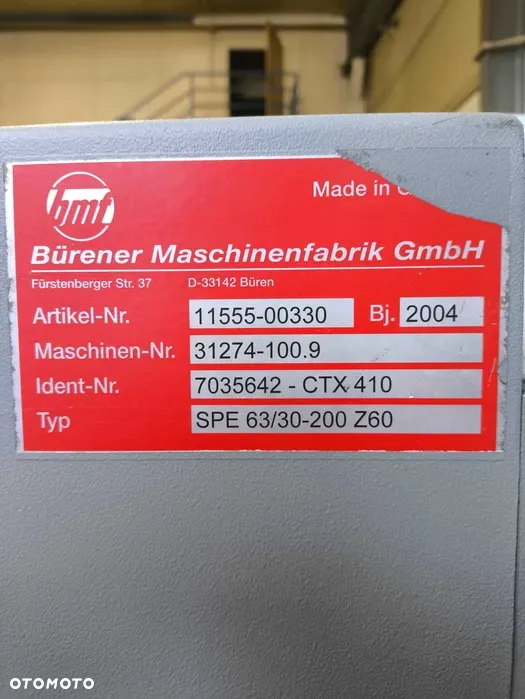 Made in G
bmf
Bürener Maschinenfabrik GmbH
Fürstenberger Str. 37 D-33142 Büren
Artikel-Nr. 11555-00330 Bj. 2004
Maschinen-Nr. 31274-100.9
Ident-Nr. 7035642 - CTX 410
Typ SPE 63/30-200 Z60
OTOMOTO